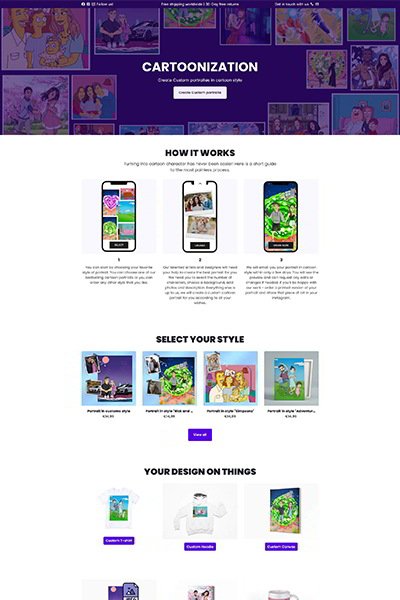 Follow us!
Free shipping worldwide | 30-Day free returns
Get in touch with us
CARTOONIZATION
Create Custom portraites in cartoon style
Create Custom portraits
HOW IT WORKS
Turning into cartoon character has never been easier! Here is a short guide
to the most painless process.
SELECT
UPLOAD
1
2
3
You can start by choosing your favorite
style of portrait. You can choose one of our
bestselling cartoon portraits or you can
order any other style that you like.
Our talented artists and designers will need
your help to create the best portrait for you.
We need you to select the number of
characters, choose a background, add
photos and description. Everything else is
up to us, we will create a custom cartoon
portrait for you according to all your
wishes.
We will email you your portrait in cartoon
style within only a few days. You will see the
preview and can request any edits or
changes if needed. If you'll be happy with
our work - order a printed version of your
portrait and share this piece of art in your
Instagram.
SELECT YOUR STYLE
Portrait in customs style
Portrait in style "Rick and ...
Portrait in style "Simpsons"
Portrait in style "Adventur...
€14,95
€14,95
€14,95
€14,95
View all
YOUR DESIGN ON THINGS
Custom T-shirt
Custom Hoodie
Custom Canvas